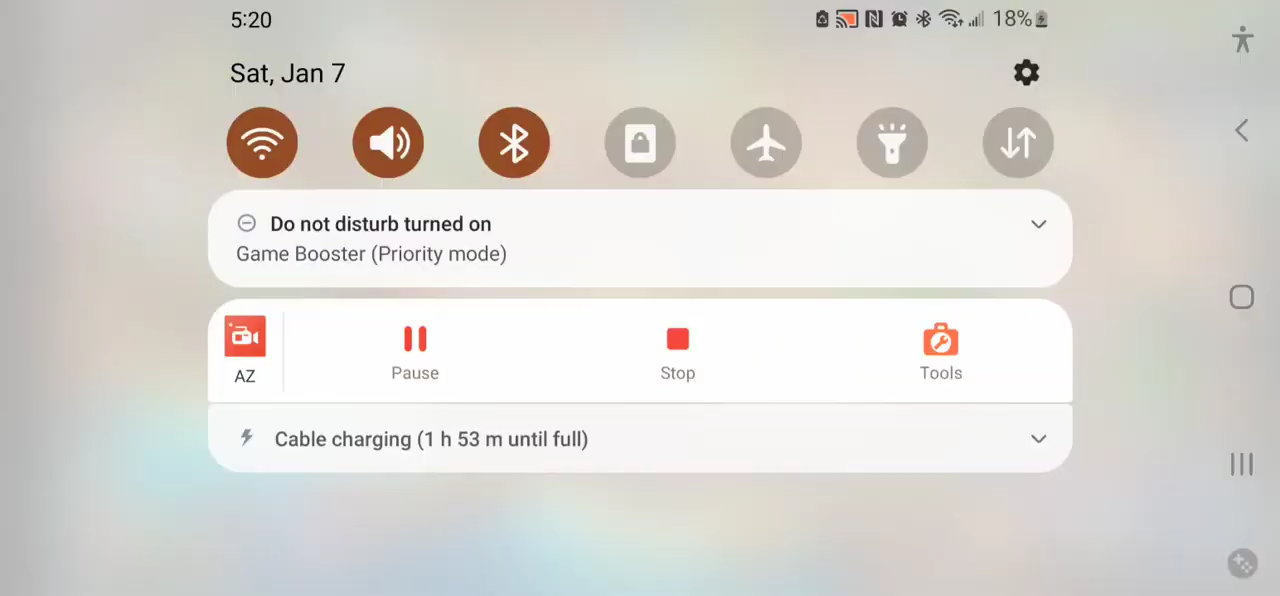 5:20
18%
Sat, Jan 7
Do not disturb turned on
Game Booster (Priority mode)
AZ
Pause
Stop
Tools
Cable charging (1 h 53 m until full)